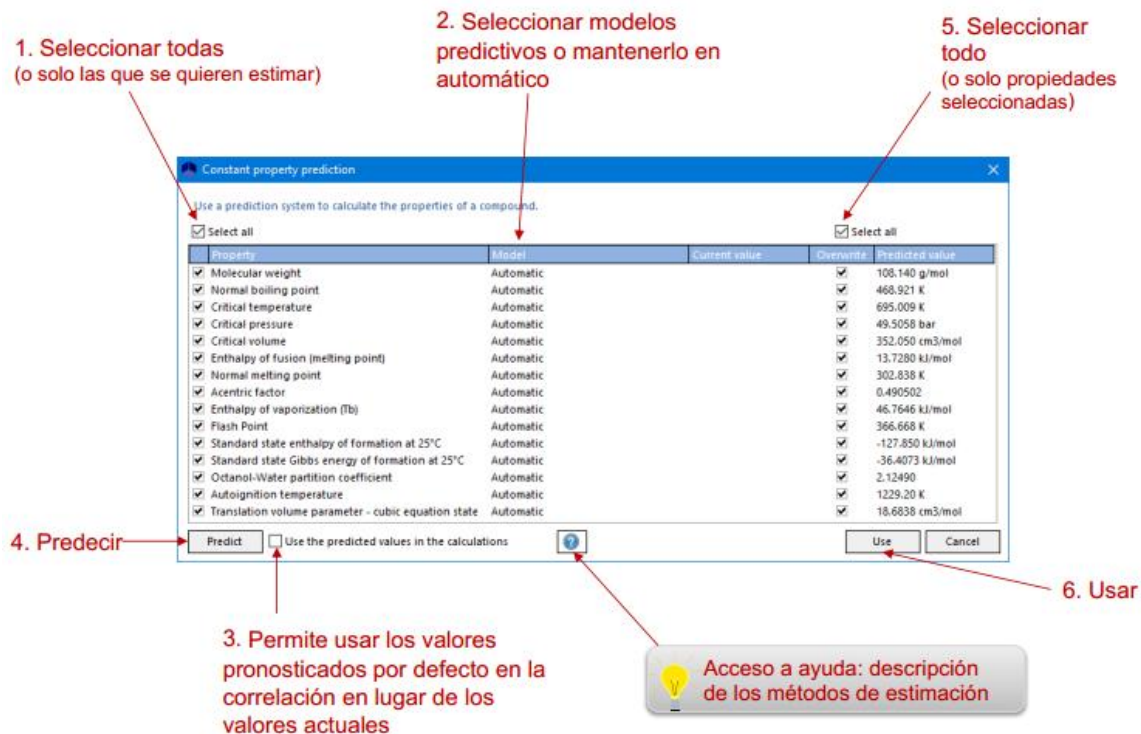 1. Seleccionar todas
(o solo las que se quieren estimar)
2. Seleccionar modelos
predictivos o mantenerlo en
automático
5. Seleccionar
todo
(o solo propiedades
seleccionadas)
Constant property prediction
Use a prediction system to calculate the properties of a compound.
Select all
Select all
Property Model Current value Overwrite Predicted value
Molecular weight Automatic 108.140 g/mol
Normal boiling point Automatic 468.921 K
Critical temperature Automatic 695.009 K
Critical pressure Automatic 49.5058 bar
Critical volume Automatic 352.050 cm3/mol
Enthalpy of fusion (melting point) Automatic 13.7280 kJ/mol
Normal melting point Automatic 302.838 K
Acentric factor Automatic 0.490502
Enthalpy of vaporization (Tb) Automatic 46.7646 kJ/mol
Flash Point Automatic 366.668 K
Standard state enthalpy of formation at 25°C Automatic -127.850 kJ/mol
Standard state Gibbs energy of formation at 25°C Automatic -36.4073 kJ/mol
Octanol-Water partition coefficient Automatic 2.12490
Autoignition temperature Automatic 1229.20 K
Translation volume parameter - cubic equation state Automatic 18.6838 cm3/mol
4. Predecir
Predict Use the predicted values in the calculations ? Use Cancel
6. Usar
3. Permite usar los valores
pronosticados por defecto en la
correlación en lugar de los
valores actuales
Acceso a ayuda: descripción
de los métodos de estimación